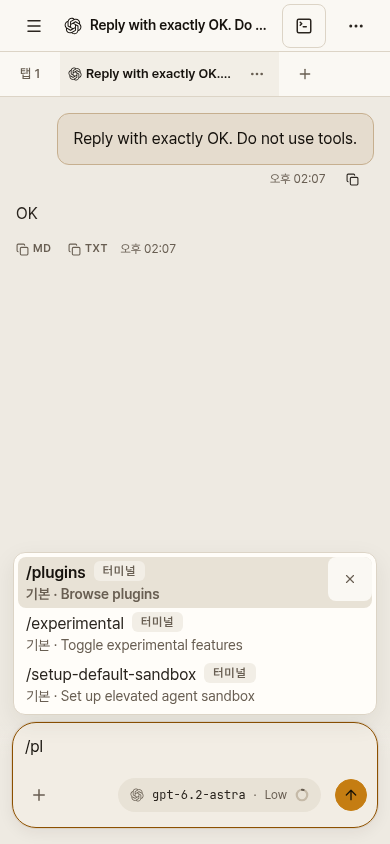 Reply with exactly OK. Do ...
탭 1
Reply with exactly OK....
Reply with exactly OK. Do not use tools.
오후 02:07
OK
MD TXT 오후 02:07
/plugins 터미널
기본 · Browse plugins
/experimental 터미널
기본 · Toggle experimental features
/setup-default-sandbox 터미널
기본 · Set up elevated agent sandbox
/pl
gpt-6.2-astra · Low